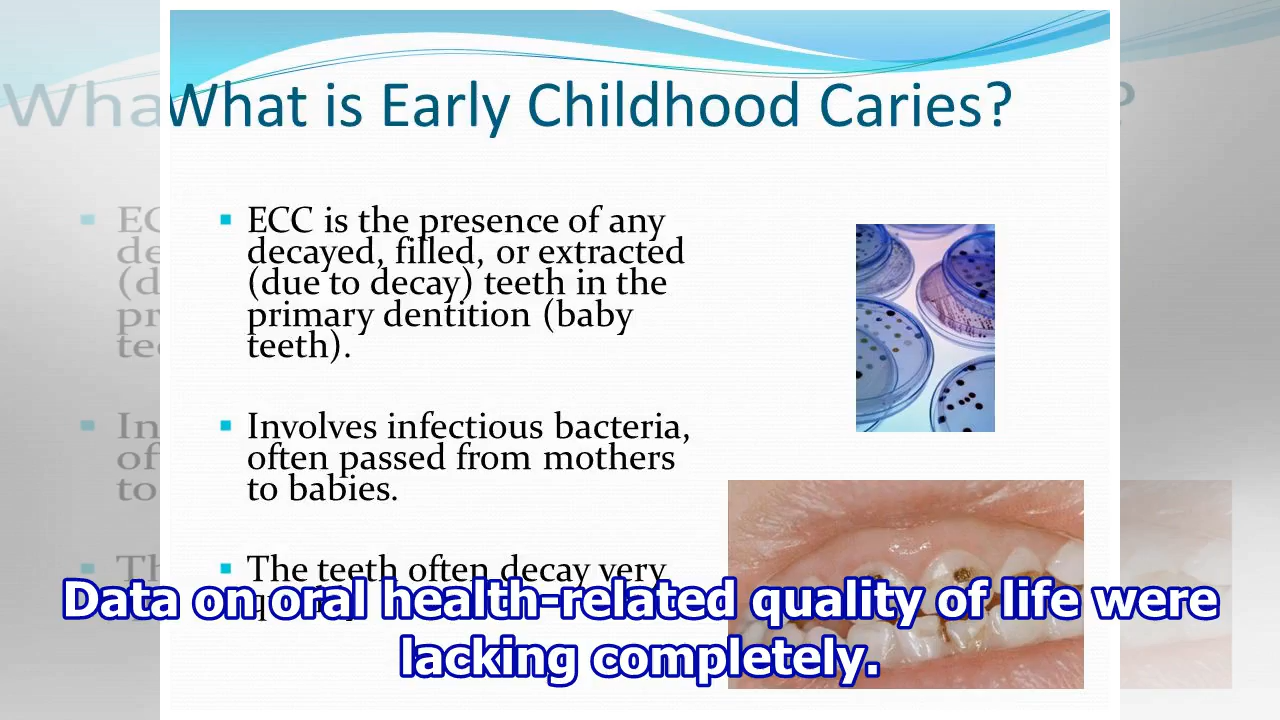 What is Early Childhood Caries?
ECC is the presence of any
decayed, filled, or extracted
(due to decay) teeth in the
primary dentition (baby
teeth).
Involves infectious bacteria,
often passed from mothers
to babies.
The teeth often decay very
Data on oral health-related quality of life were
lacking completely.